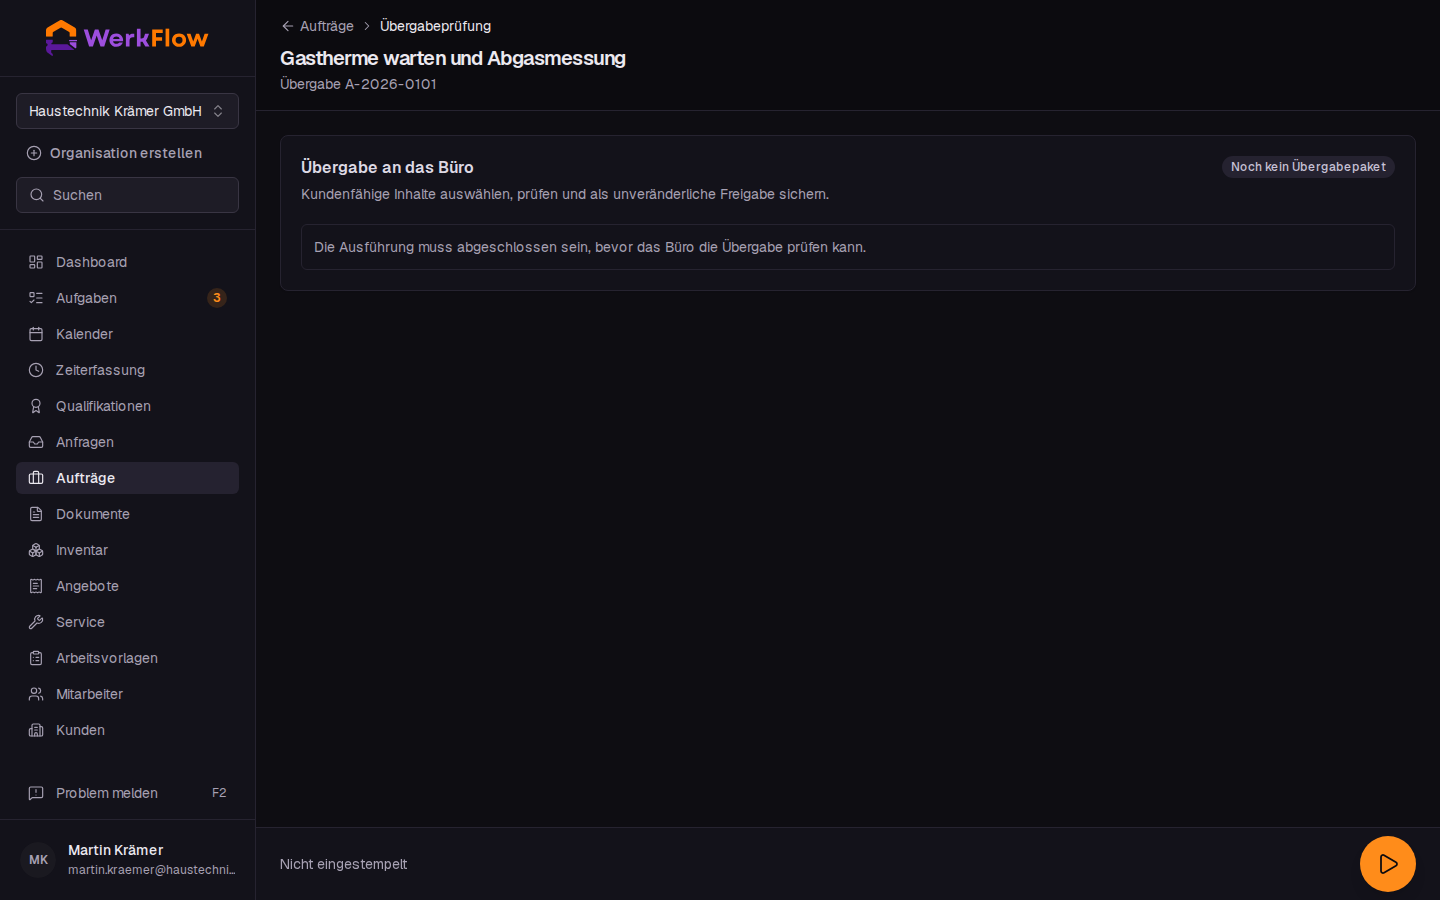 WerkFlow
Haustechnik Krämer GmbH
Organisation erstellen
Suchen
Dashboard
Aufgaben 3
Kalender
Zeiterfassung
Qualifikationen
Anfragen
Aufträge
Dokumente
Inventar
Angebote
Service
Arbeitsvorlagen
Mitarbeiter
Kunden
Problem melden F2
MK
Martin Krämer
martin.kraemer@haustechni...
Aufträge Übergabeprüfung
Gastherme warten und Abgasmessung
Übergabe A-2026-0101
Übergabe an das Büro
Noch kein Übergabepaket
Kundenfähige Inhalte auswählen, prüfen und als unveränderliche Freigabe sichern.
Die Ausführung muss abgeschlossen sein, bevor das Büro die Übergabe prüfen kann.
Nicht eingestempelt